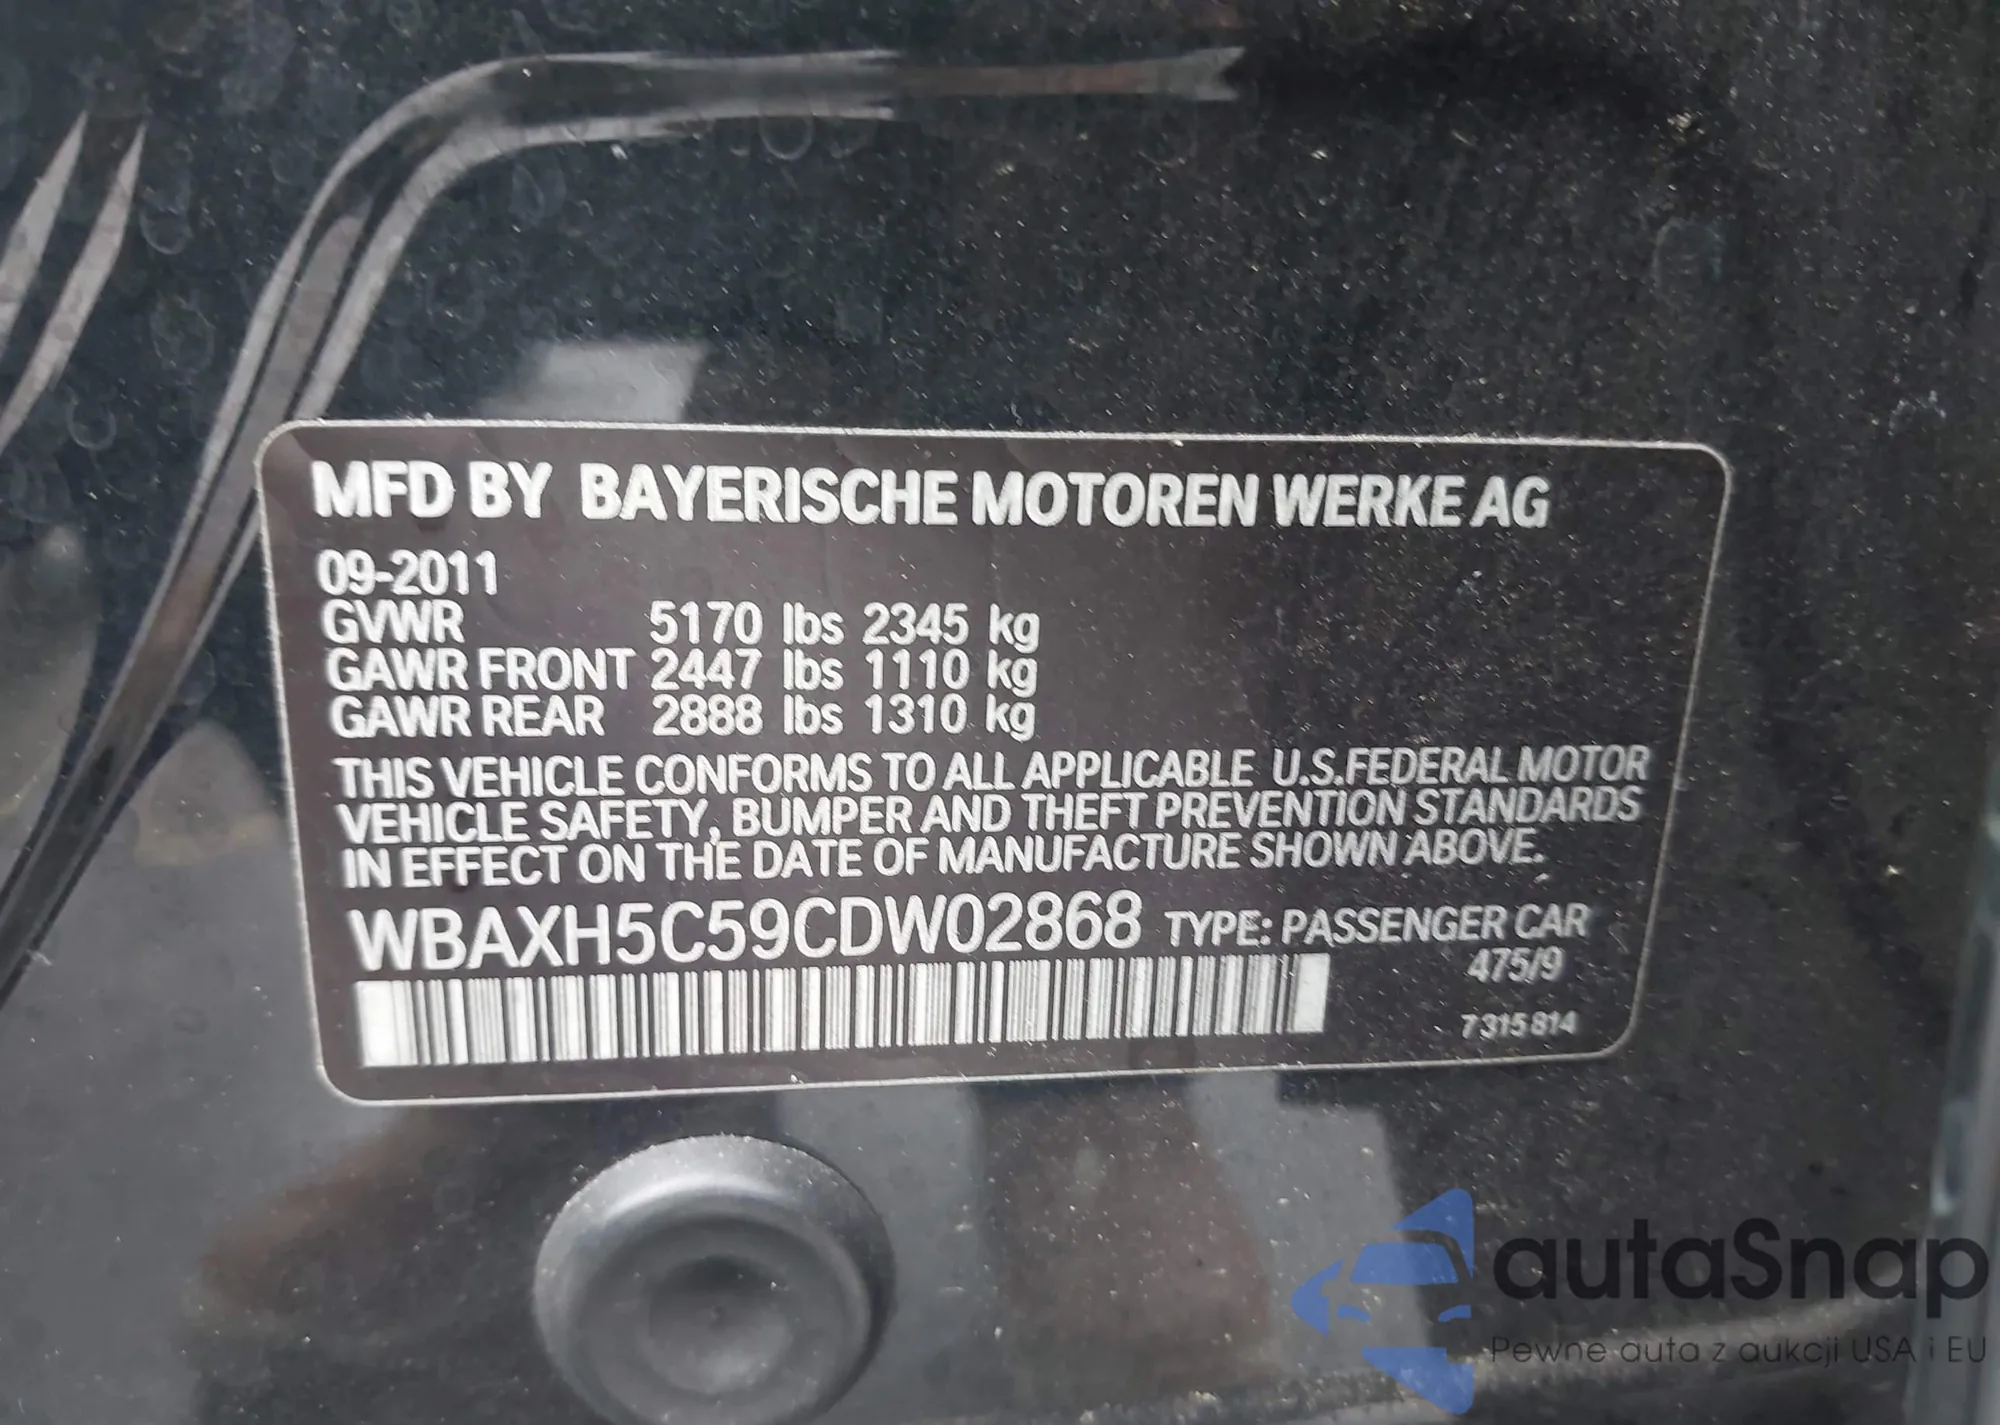 MFD BY BAYERISCHE MOTOREN WERKE AG
09-2011
GVWR 5170 lbs 2345 kg
GAWR FRONT 2447 lbs 1110 kg
GAWR REAR 2888 lbs 1310 kg
THIS VEHICLE CONFORMS TO ALL APPLICABLE U.S.FEDERAL MOTOR
VEHICLE SAFETY, BUMPER AND THEFT PREVENTION STANDARDS
IN EFFECT ON THE DATE OF MANUFACTURE SHOWN ABOVE.
WBAXH5C59CDW02868 TYPE: PASSENGER CAR
475/9
7 315 814
autaSnap
Pewne auta z aukcji USA i EU